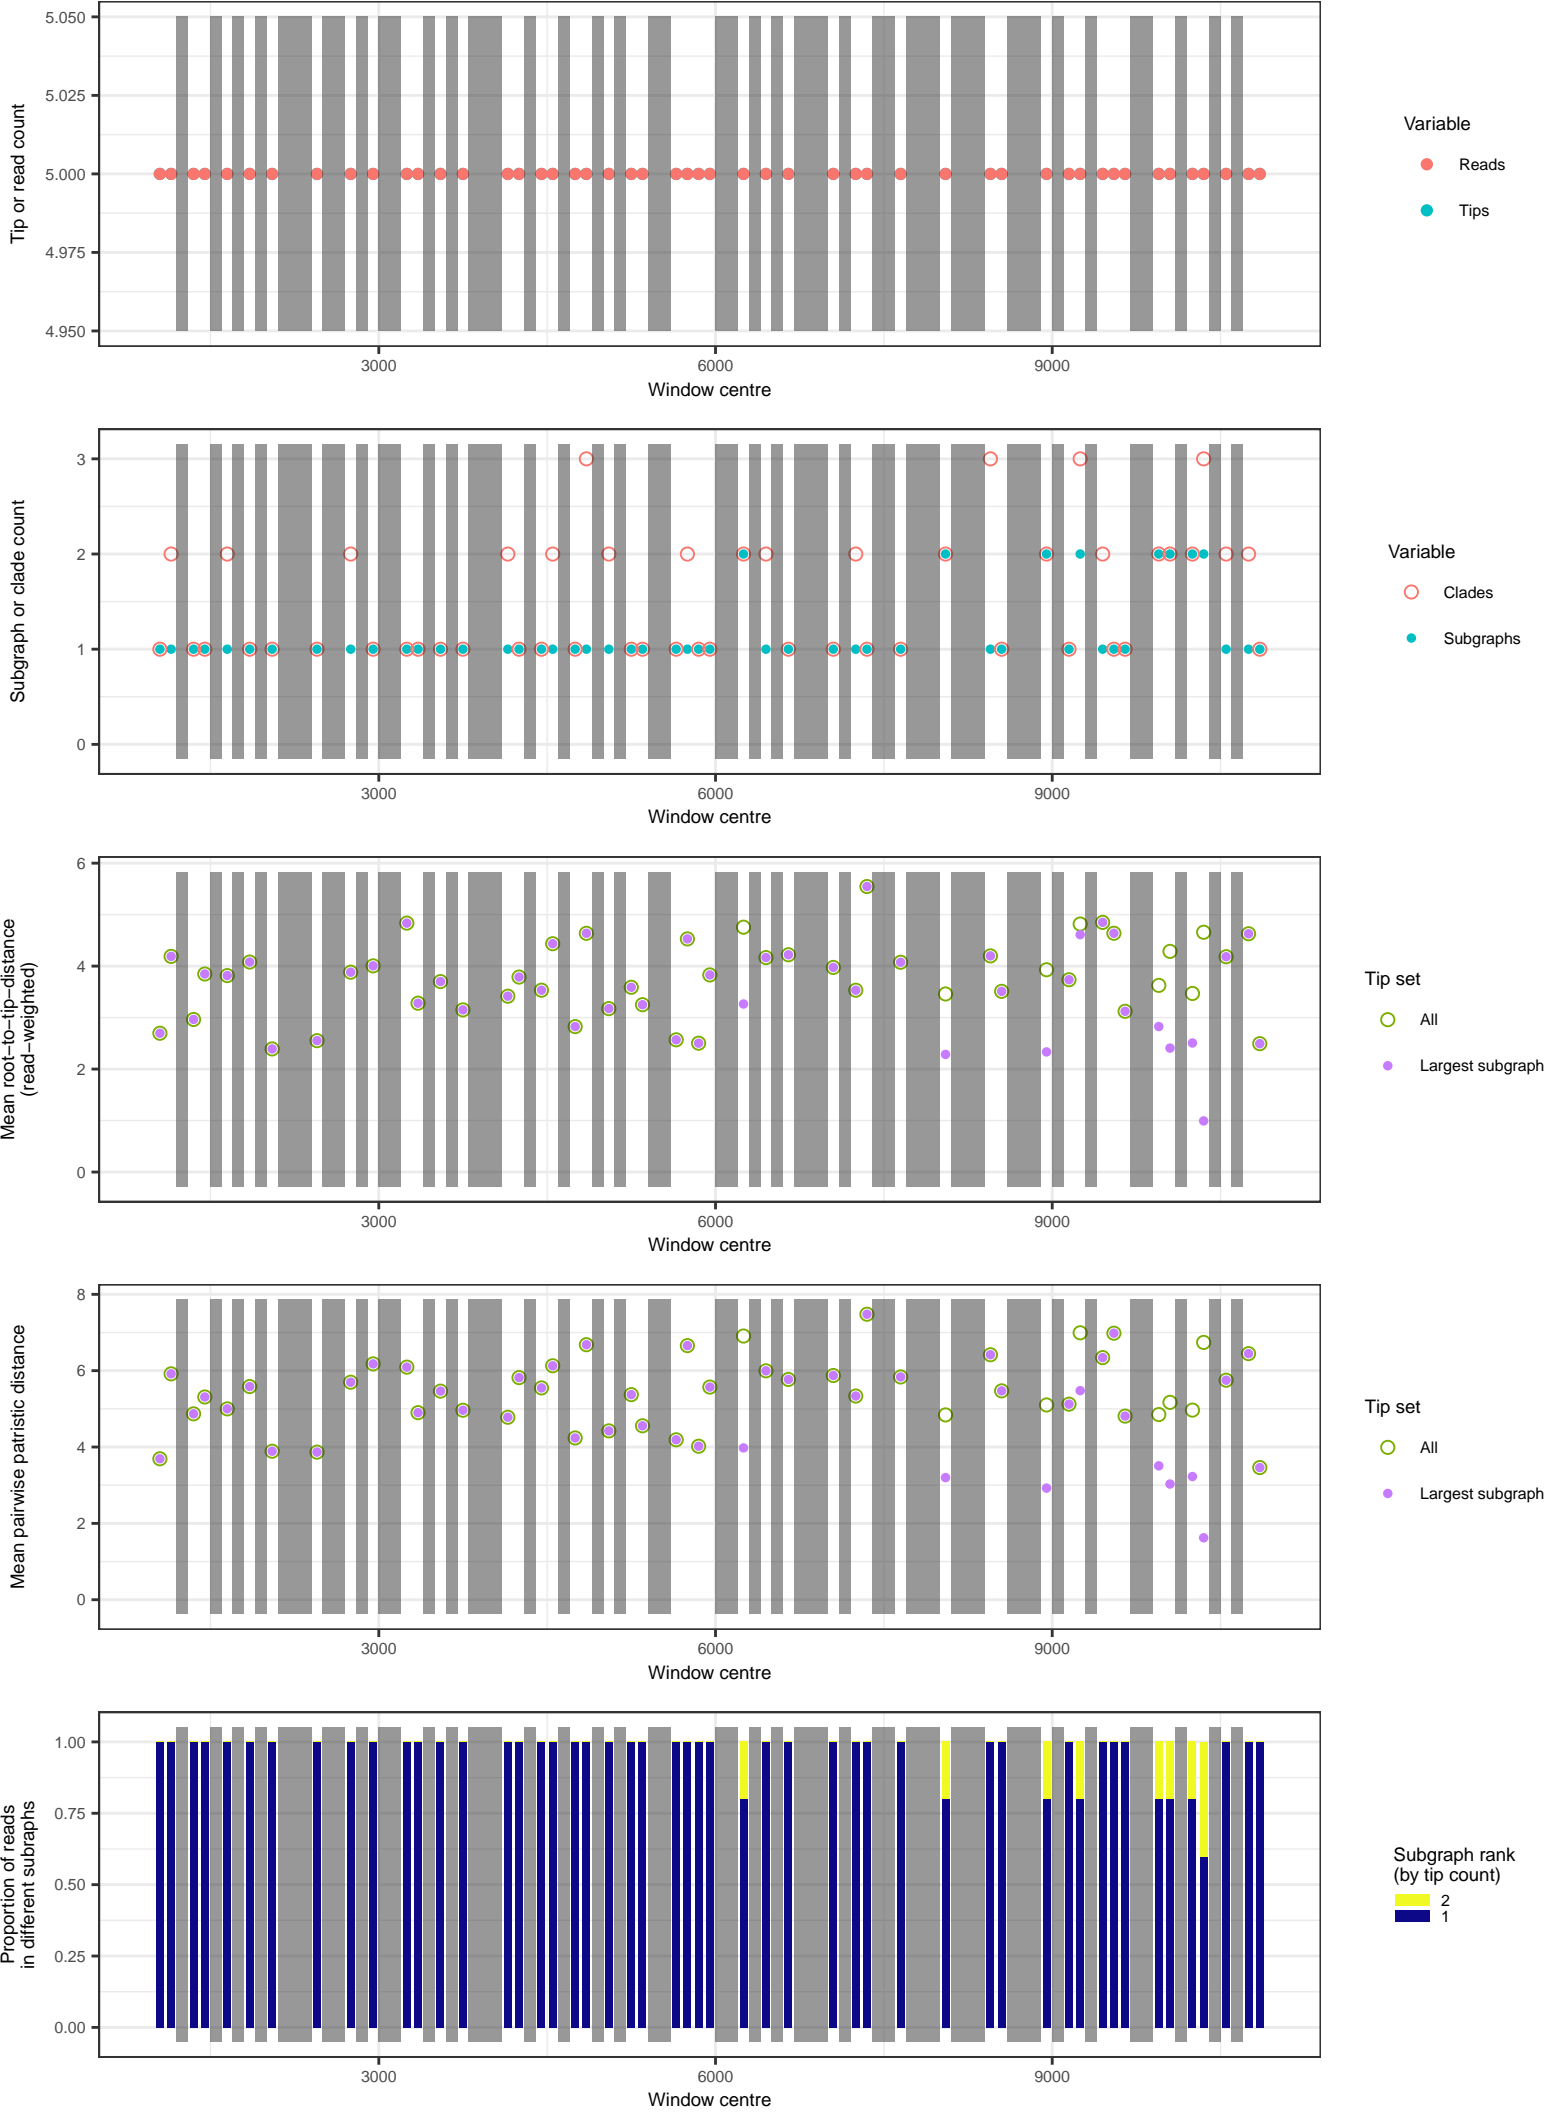 5.050
5.025
5.000
4.975
4.950
Tip or read count
3000 6000 9000
Window centre
Variable
Reads
Tips
3
2
1
0
Subgraph or clade count
3000 6000 9000
Window centre
Variable
Clades
Subgraphs
6
4
2
0
Mean root−to−tip−distance
(read−weighted)
3000 6000 9000
Window centre
Tip set
All
Largest subgraph
8
6
4
2
0
Mean pairwise patristic distance
3000 6000 9000
Window centre
Tip set
All
Largest subgraph
1.00
0.75
0.50
0.25
0.00
Proportion of reads
in different subraphs
3000 6000 9000
Window centre
Subgraph rank
(by tip count)
2
1